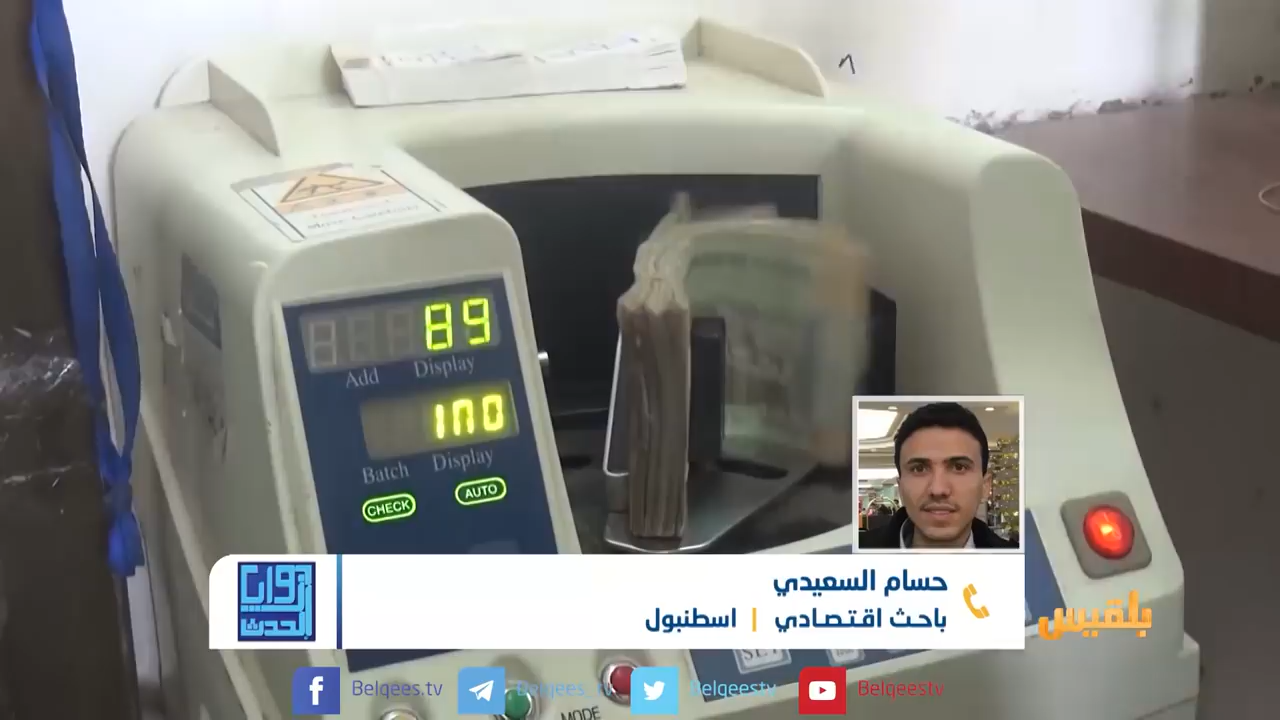 89
Add Display
100
Batch Display
CHECK AUTO
حسام السعيدي
باحث اقتصادي | اسطنبول
زوايا الحدث
بلقيس
SET
MODE
Belqees.tv
Belqees_tv
Belqeestv
Belqeestv